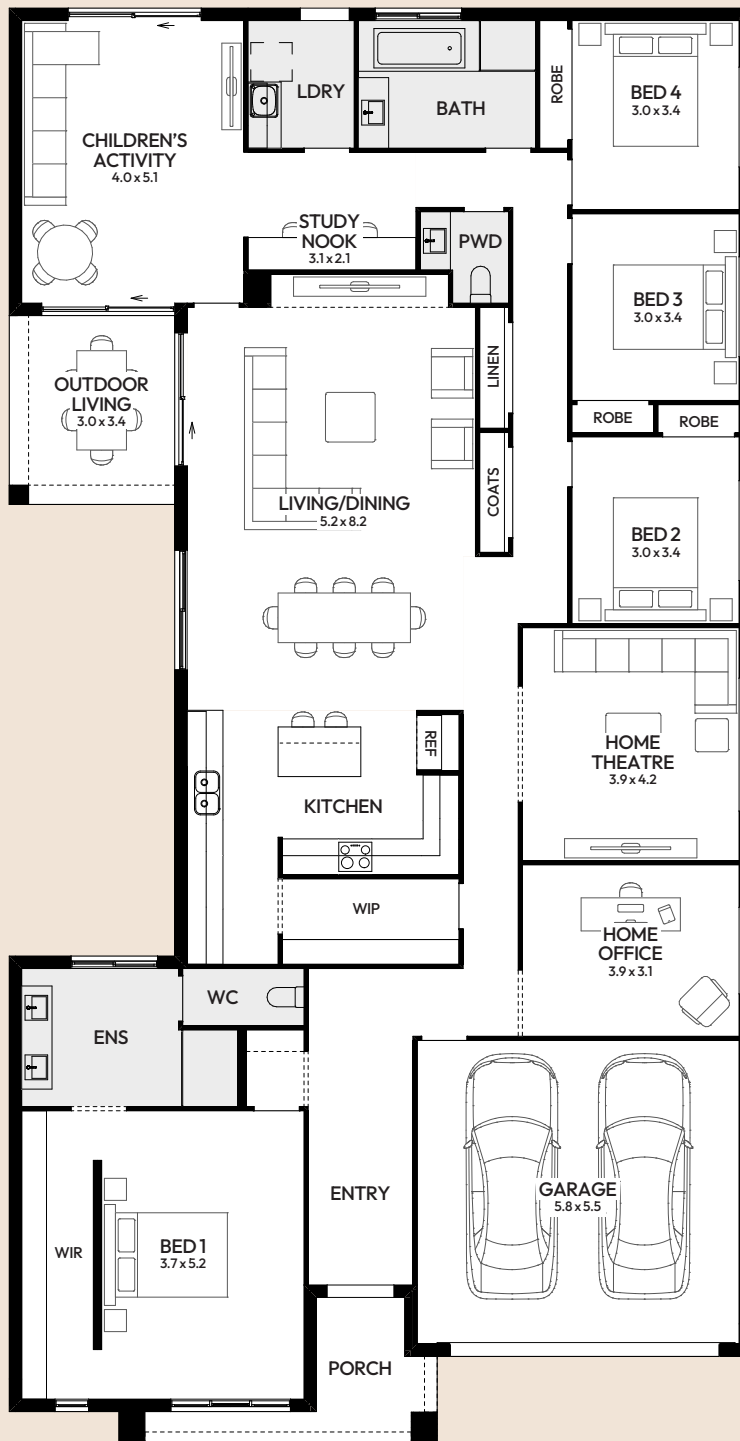 LDRY
BATH
ROBE
BED 4
3.0 x 3.4
CHILDREN'S
ACTIVITY
4.0 x 5.1
STUDY
NOOK
3.1 x 2.1
PWD
BED 3
3.0 x 3.4
OUTDOOR
LIVING
3.0 x 3.4
LINEN
ROBE
ROBE
COATS
LIVING/DINING
5.2 x 8.2
BED 2
3.0 x 3.4
REF
HOME
THEATRE
3.9 x 4.2
KITCHEN
WIP
HOME
OFFICE
3.9 x 3.1
WC
ENS
ENTRY
GARAGE
5.8 x 5.5
WIR
BED 1
3.7 x 5.2
PORCH